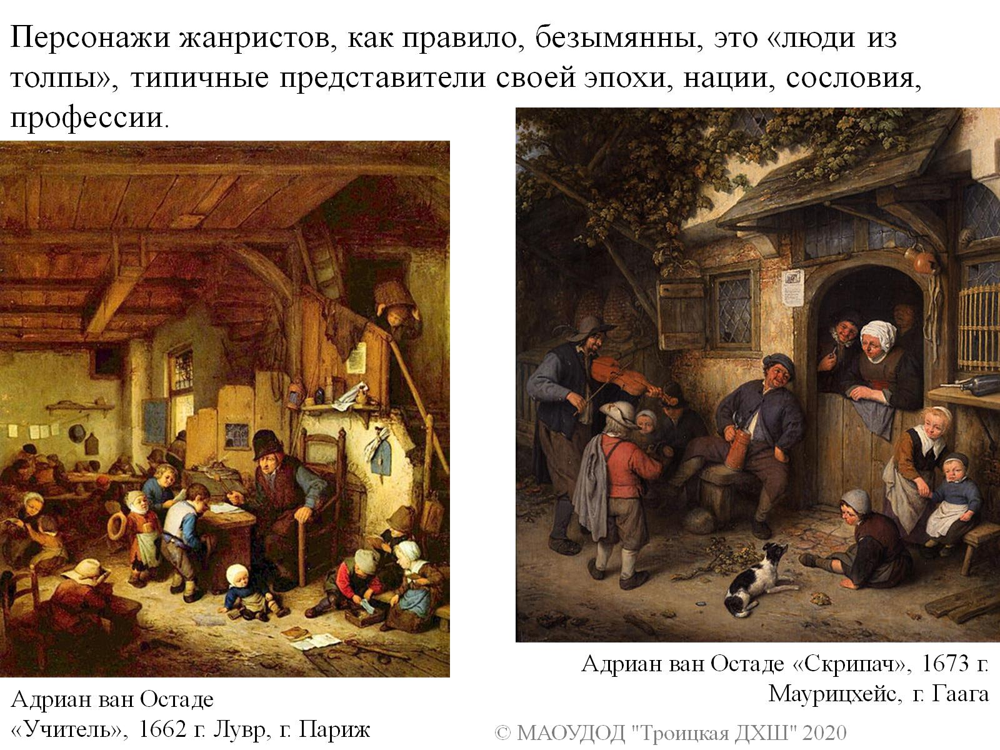 Персонажи жанристов, как правило, безымянны, это «люди из
толпы», типичные представители своей эпохи, нации, сословия,
профессии.
Адриан ван Остаде «Скрипач», 1673 г.
Маурицхейс, г. Гаага
Адриан ван Остаде
«Учитель», 1662 г. Лувр, г. Париж
© МАОУДОД "Троицкая ДХШ" 2020